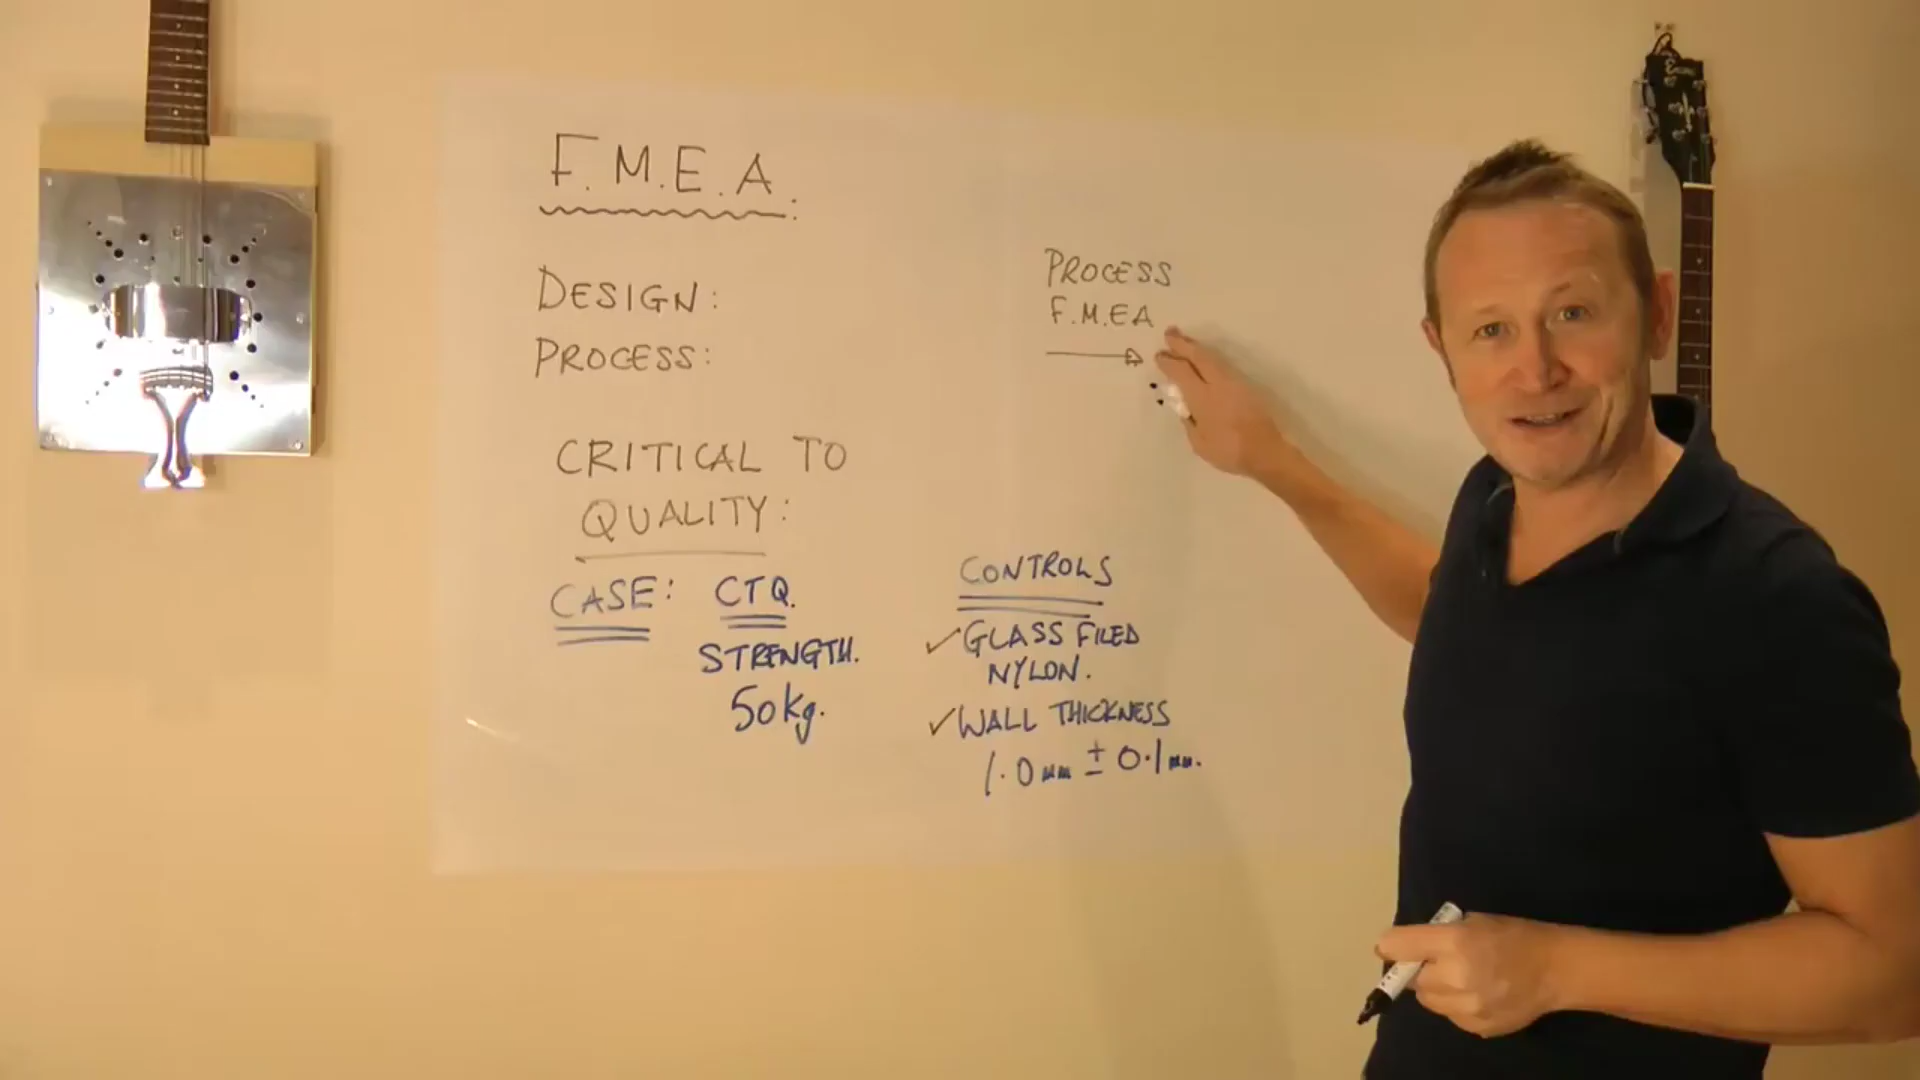 F.M.E.A.:
DESIGN:
PROCESS:
PROCESS
F.M.EA
CRITICAL TO
QUALITY:
CASE: CTQ.
STRENGTH.
50kg.
CONTROLS
✓GLASS FILED
NYLON.
✓WALL THICKNESS
1.0mm ± 0.1mm.